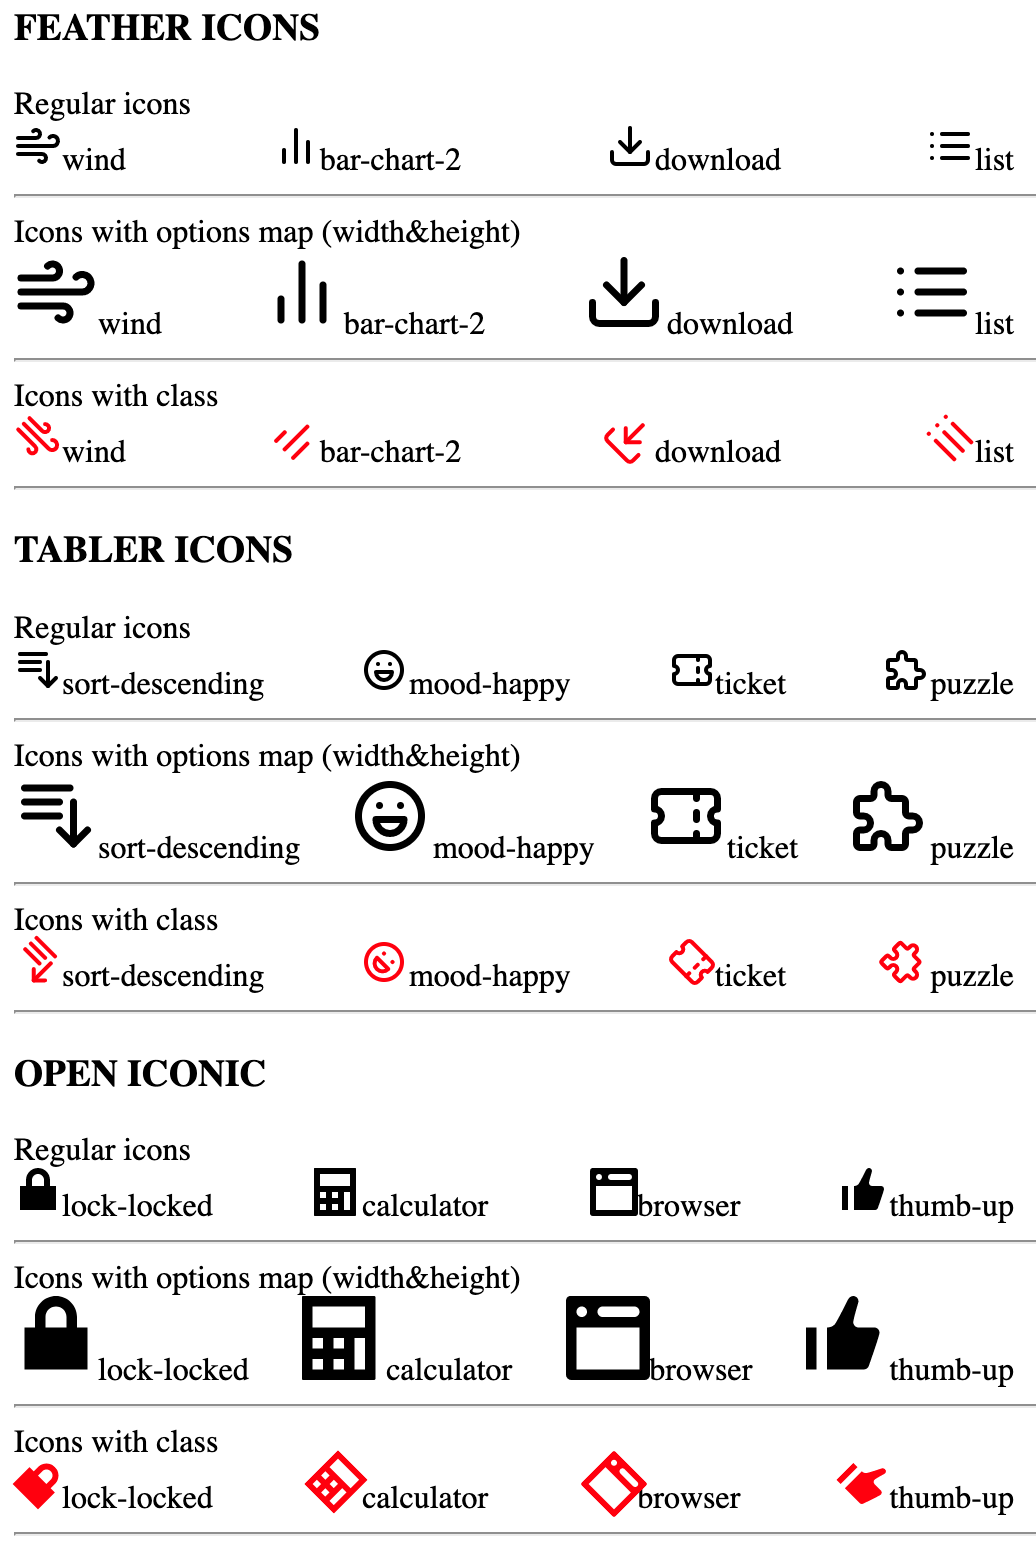 FEATHER ICONS
Regular icons
wind bar-chart-2 download list
Icons with options map (width&height)
wind bar-chart-2 download list
Icons with class
wind bar-chart-2 download list
TABLER ICONS
Regular icons
sort-descending mood-happy ticket puzzle
Icons with options map (width&height)
sort-descending mood-happy ticket puzzle
Icons with class
sort-descending mood-happy ticket puzzle
OPEN ICONIC
Regular icons
lock-locked calculator browser thumb-up
Icons with options map (width&height)
lock-locked calculator browser thumb-up
Icons with class
lock-locked calculator browser thumb-up